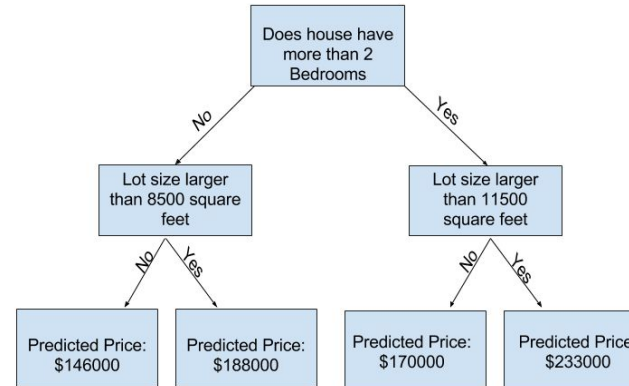 Does house have
more than 2
Bedrooms
No
Yes
Lot size larger
than 8500 square
feet
Lot size larger
than 11500
square feet
No
Yes
No
Yes
Predicted Price:
$146000
Predicted Price:
$188000
Predicted Price:
$170000
Predicted Price
$233000